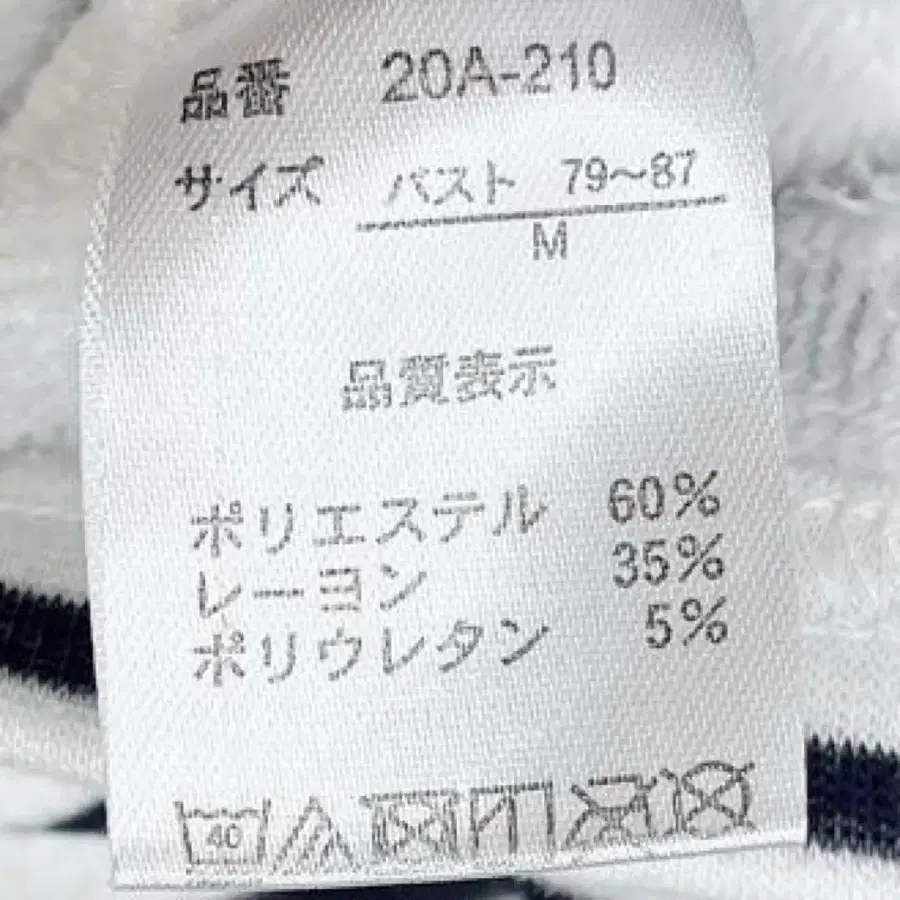 品番 20A-210
サイズ バスト 79～87
M
品質表示
ポリエステル 60%
レーヨン 35%
ポリウレタン 5%
40